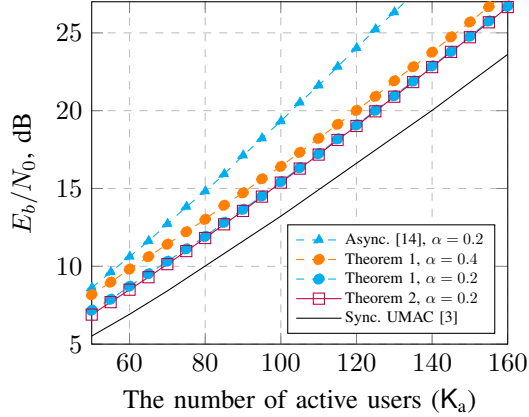 25
20
15
10
5
E_b/N_0, dB
Async. [14], α = 0.2
Theorem 1, α = 0.4
Theorem 1, α = 0.2
Theorem 2, α = 0.2
Sync. UMAC [3]
60 80 100 120 140 160
The number of active users (K_a)